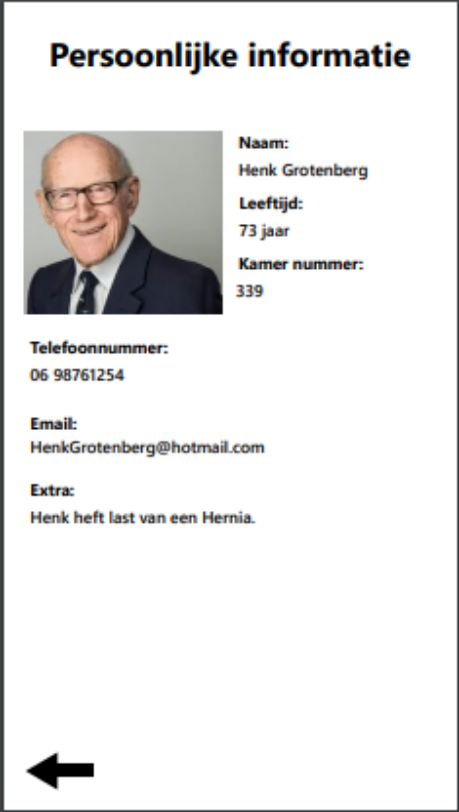 Persoonlijke informatie
Naam:
Henk Grotenberg
Leeftijd:
73 jaar
Kamer nummer:
339
Telefoonnummer:
06 98761254
Email:
HenkGrotenberg@hotmail.com
Extra:
Henk heft last van een Hernia.